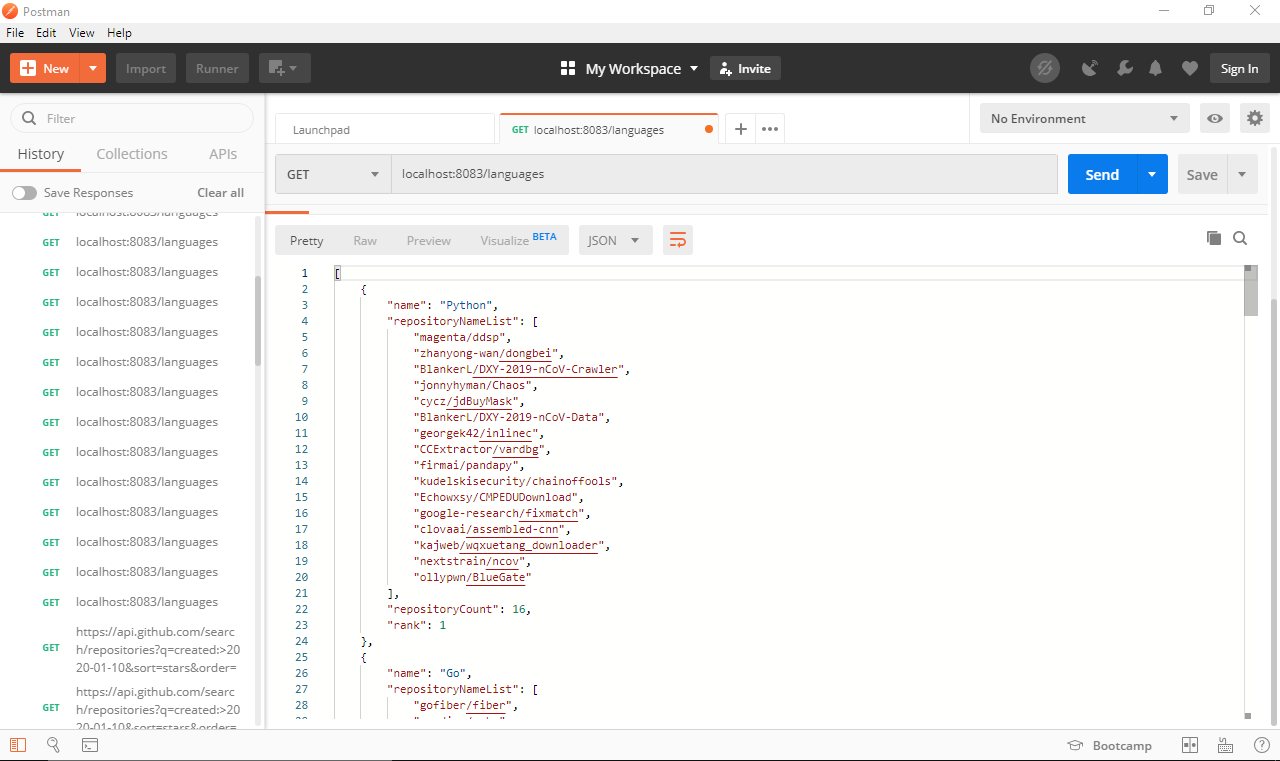 Postman
File Edit View Help
New Import Runner My Workspace Invite Sign In
Filter
History Collections APIs
Save Responses Clear all
GET localhost:8083/languages
GET localhost:8083/languages
GET localhost:8083/languages
GET localhost:8083/languages
GET localhost:8083/languages
GET localhost:8083/languages
GET localhost:8083/languages
GET localhost:8083/languages
GET localhost:8083/languages
GET localhost:8083/languages
GET localhost:8083/languages
GET localhost:8083/languages
GET localhost:8083/languages
GET localhost:8083/languages
GET https://api.github.com/searc
h/repositories?q=created:>20
20-01-10&sort=stars&order=
GET https://api.github.com/searc
h/repositories?q=created:>20
20-01-10&sort=stars&order=
Launchpad GET localhost:8083/languages
No Environment
GET localhost:8083/languages Send Save
Pretty Raw Preview Visualize BETA JSON
1 [
2 {
3 "name": "Python",
4 "repositoryNameList": [
5 "magenta/ddsp",
6 "zhanyong-wan/dongbei",
7 "BlankerL/DXY-2019-nCoV-Crawler",
8 "jonnyhyman/Chaos",
9 "cycz/jdBuyMask",
10 "BlankerL/DXY-2019-nCoV-Data",
11 "georgek42/inlinec",
12 "CCExtractor/vardbg",
13 "firmai/pandapy",
14 "kudelskisecurity/chainoffools",
15 "Echowxsy/CMPEDUDownload",
16 "google-research/fixmatch",
17 "clovaai/assembled-cnn",
18 "kajweb/wqxuetang_downloader",
19 "nextstrain/ncov",
20 "ollypwn/BlueGate"
21 ],
22 "repositoryCount": 16,
23 "rank": 1
24 },
25 {
26 "name": "Go",
27 "repositoryNameList": [
28 "gofiber/fiber",
Bootcamp